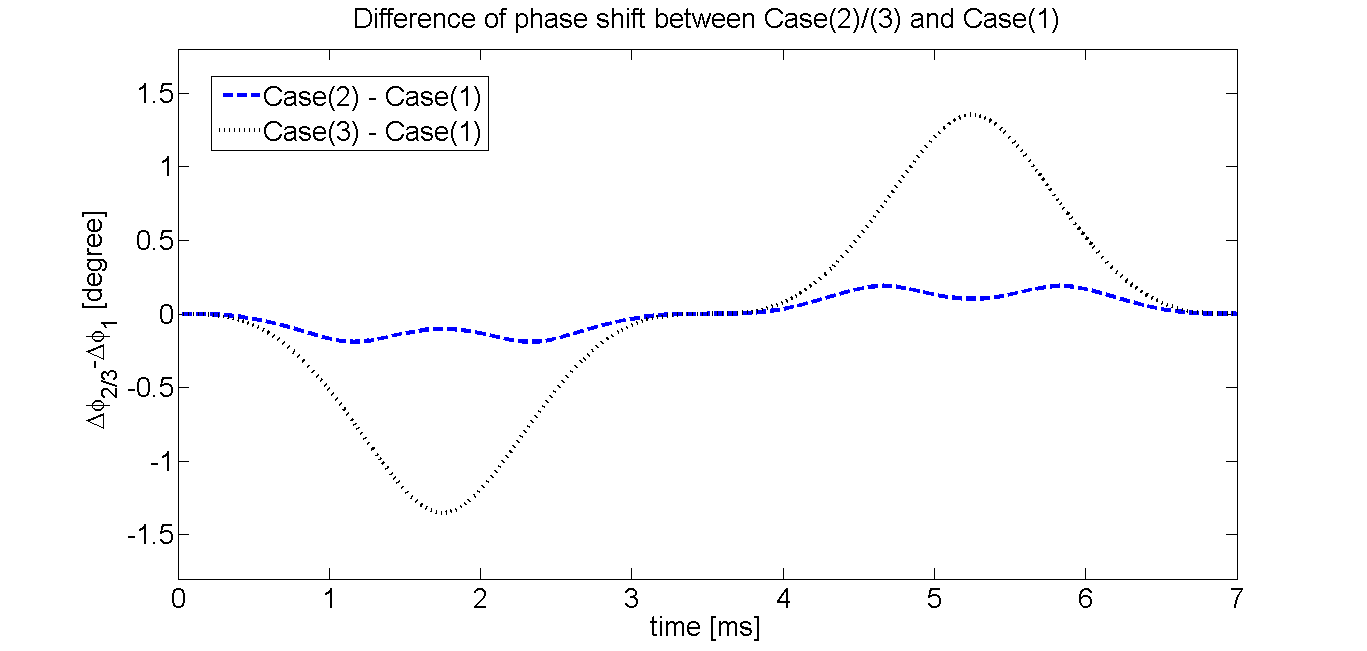 Difference of phase shift between Case(2)/(3) and Case(1)
Case(2) - Case(1)
Case(3) - Case(1)
1.5
1
0.5
0
-0.5
-1
-1.5
Δϕ2/3-Δϕ1 [degree]
0 1 2 3 4 5 6 7
time [ms]